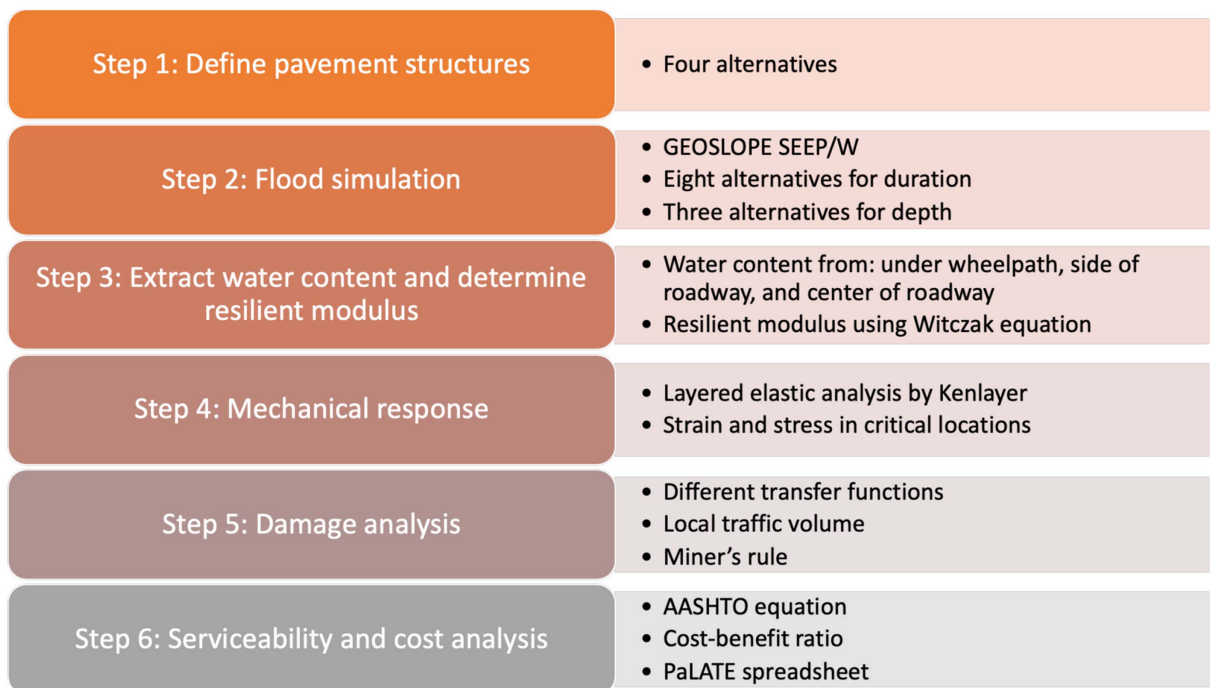 Step 1: Define pavement structures
• Four alternatives
Step 2: Flood simulation
• GEOSLOPE SEEP/W
• Eight alternatives for duration
• Three alternatives for depth
Step 3: Extract water content and determine
resilient modulus
• Water content from: under wheelpath, side of
roadway, and center of roadway
• Resilient modulus using Witczak equation
Step 4: Mechanical response
• Layered elastic analysis by Kenlayer
• Strain and stress in critical locations
Step 5: Damage analysis
• Different transfer functions
• Local traffic volume
• Miner’s rule
Step 6: Serviceability and cost analysis
• AASHTO equation
• Cost-benefit ratio
• PaLATE spreadsheet